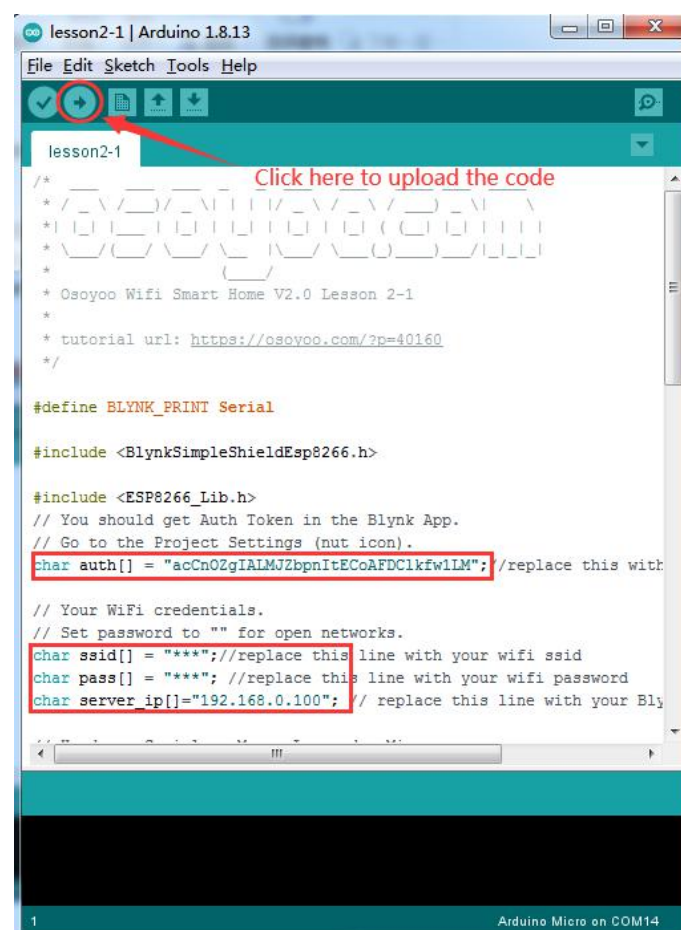 lesson2-1 | Arduino 1.8.13
File Edit Sketch Tools Help
lesson2-1
Click here to upload the code
/*
* Osoyoo Wifi Smart Home V2.0 Lesson 2-1
*
* tutorial url: https://osoyoo.com/?p=40160
*/
#define BLYNK_PRINT Serial
#include <BlynkSimpleShieldEsp8266.h>
#include <ESP8266_Lib.h>
// You should get Auth Token in the Blynk App.
// Go to the Project Settings (nut icon).
char auth[] = "acCnOZgIALMJZbpnItECoAFDClkfw1LM";//replace this with
// Your WiFi credentials.
// Set password to "" for open networks.
char ssid[] = "***";//replace this line with your wifi ssid
char pass[] = "***"; //replace this line with your wifi password
char server_ip[]="192.168.0.100"; // replace this line with your Bly
1
Arduino Micro on COM14